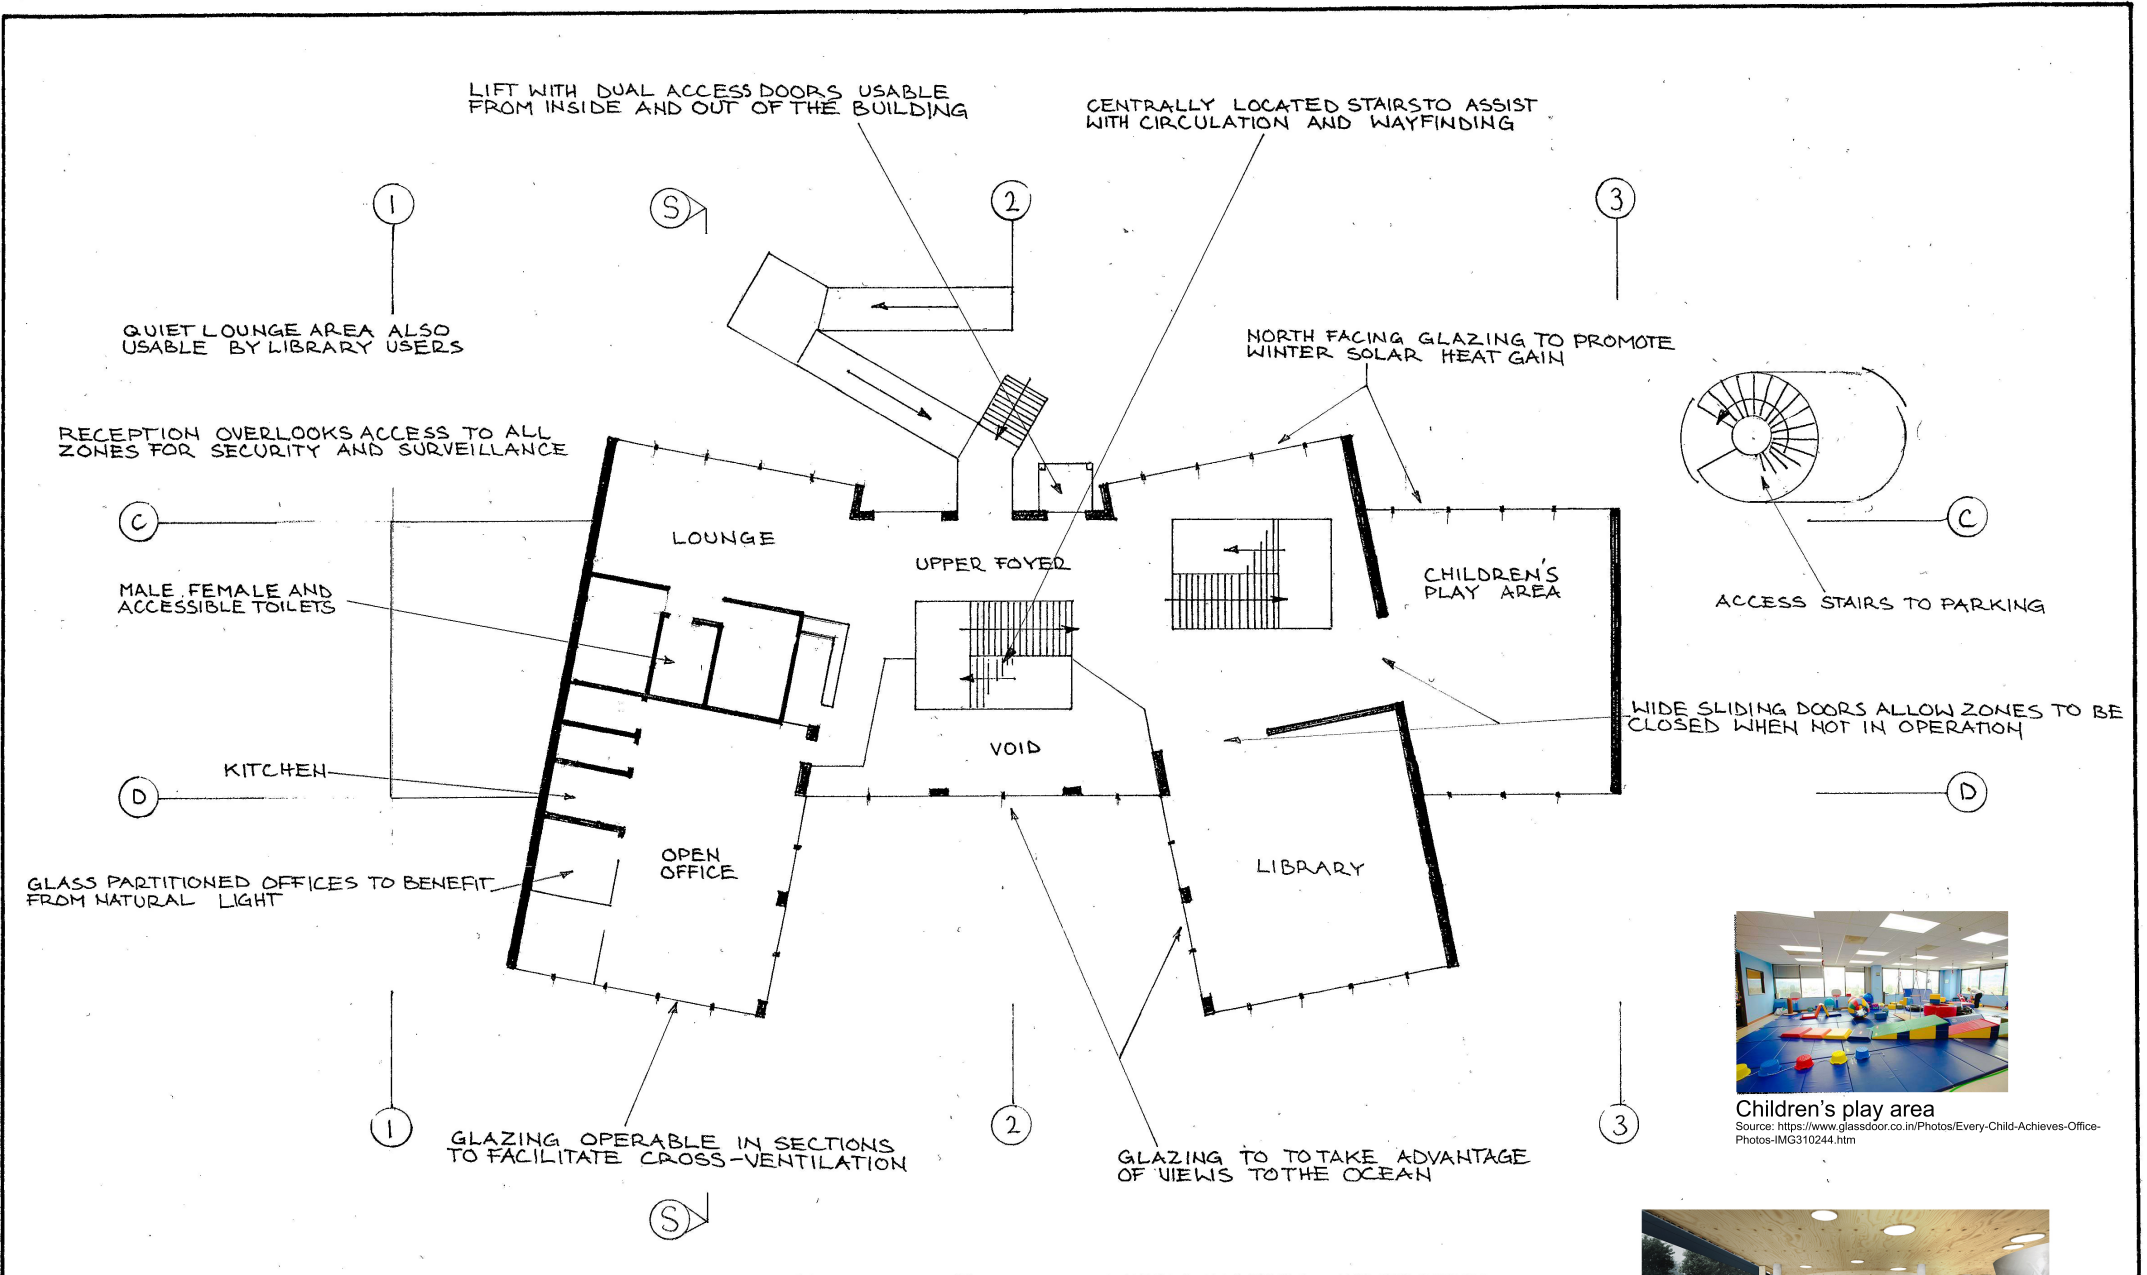 LIFT WITH DUAL ACCESS DOORS USABLE
FROM INSIDE AND OUT OF THE BUILDING
CENTRALLY LOCATED STAIRS TO ASSIST
WITH CIRCULATION AND WAYFINDING
1
S
2
3
QUIET LOUNGE AREA ALSO
USABLE BY LIBRARY USERS
NORTH FACING GLAZING TO PROMOTE
WINTER SOLAR HEAT GAIN
RECEPTION OVERLOOKS ACCESS TO ALL
ZONES FOR SECURITY AND SURVEILLANCE
C
C
LOUNGE
UPPER FOYER
CHILDREN'S
PLAY AREA
MALE, FEMALE AND
ACCESSIBLE TOILETS
ACCESS STAIRS TO PARKING
WIDE SLIDING DOORS ALLOW ZONES TO BE
CLOSED WHEN NOT IN OPERATION
VOID
KITCHEN
D
D
OPEN
OFFICE
LIBRARY
GLASS PARTITIONED OFFICES TO BENEFIT
FROM NATURAL LIGHT
Children's play area
Source: https://www.glassdoor.co.in/Photos/Every-Child-Achieves-Office-
Photos-IMG310244.htm
1
2
3
GLAZING OPERABLE IN SECTIONS
TO FACILITATE CROSS-VENTILATION
GLAZING TO TO TAKE ADVANTAGE
OF VIEWS TO THE OCEAN
S